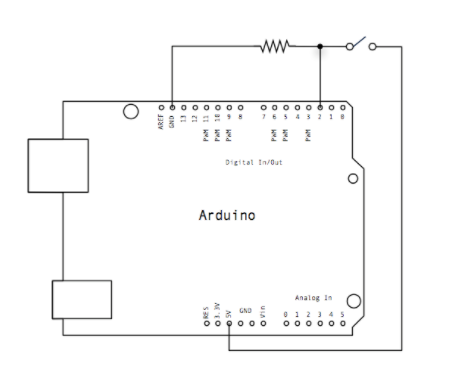 AREF GND 13 12 11 10 9 8 7 6 5 4 3 2 1 0
PWM PWM PWM PWM PWM PWM
Digital In/Out
Arduino
Analog In
RES 3.3V 5V GND Vin 0 1 2 3 4 5